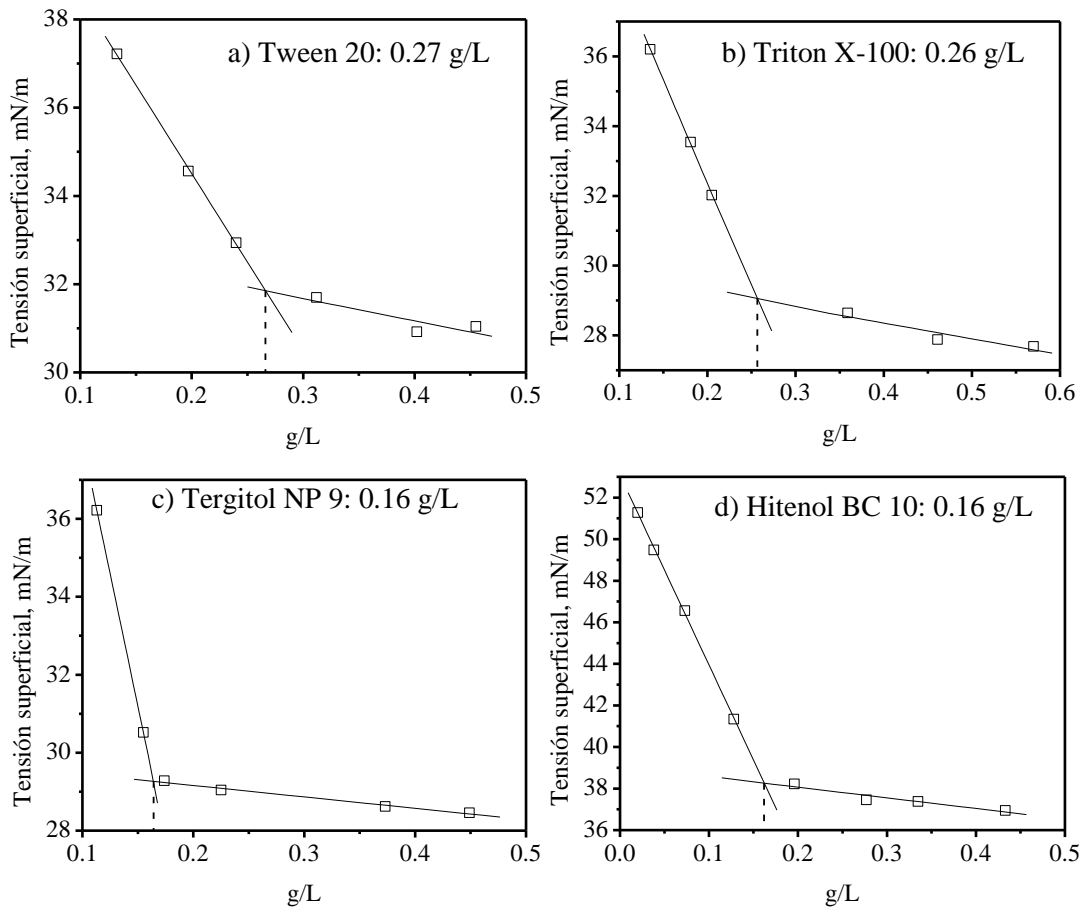 a) Tween 20: 0.27 g/L
Tensión superficial, mN/m
38
36
34
32
30
0.1 0.2 0.3 0.4 0.5
g/L
b) Triton X-100: 0.26 g/L
Tensión superficial, mN/m
36
34
32
29
28
0.1 0.2 0.3 0.4 0.5 0.6
g/L
c) Tergitol NP 9: 0.16 g/L
Tensión superficial, mN/m
36
34
32
30
28
0.1 0.2 0.3 0.4 0.5
g/L
d) Hitenol BC 10: 0.16 g/L
Tensión superficial, mN/m
52
50
48
46
44
42
40
38
36
0.0 0.1 0.2 0.3 0.4 0.5
g/L